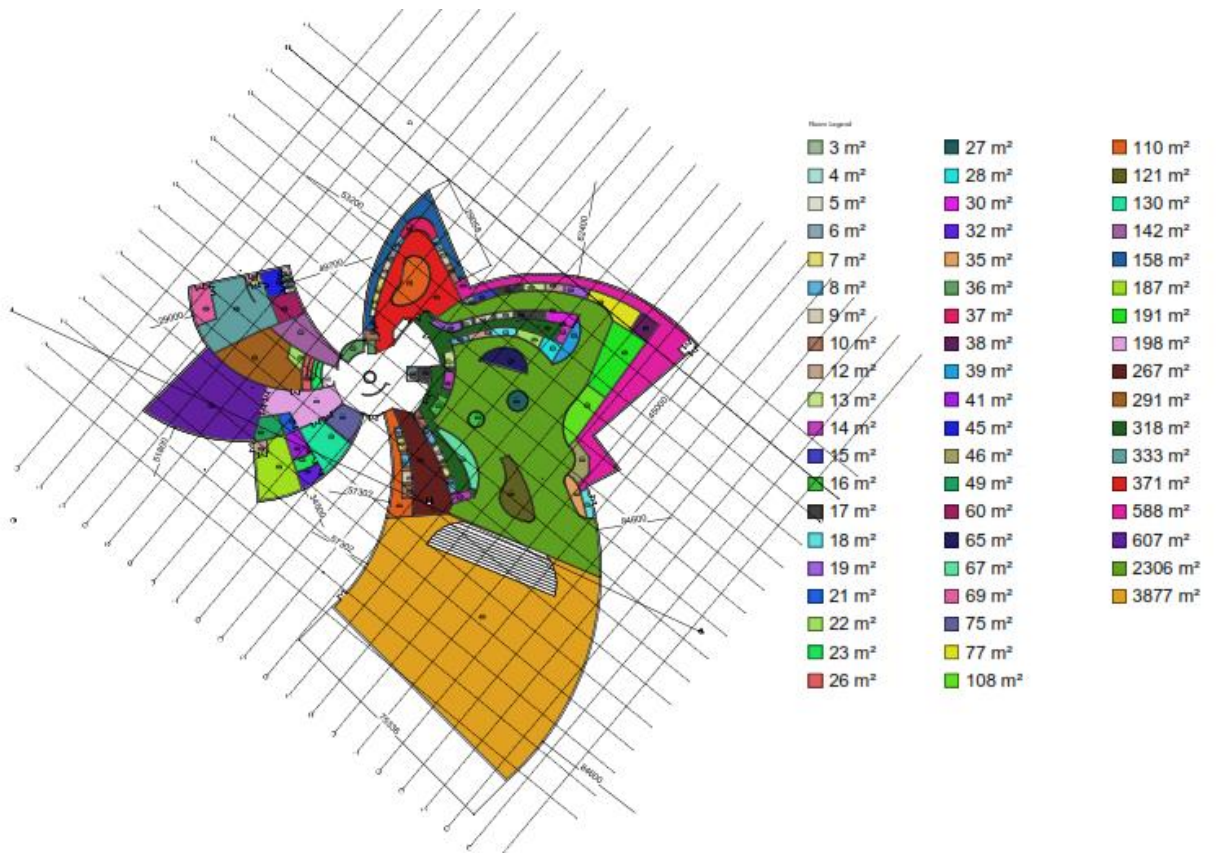 Room Legend
3 m²
4 m²
5 m²
6 m²
7 m²
8 m²
9 m²
10 m²
12 m²
13 m²
14 m²
15 m²
16 m²
17 m²
18 m²
19 m²
21 m²
22 m²
23 m²
26 m²
27 m²
28 m²
30 m²
32 m²
35 m²
36 m²
37 m²
38 m²
39 m²
41 m²
45 m²
46 m²
49 m²
60 m²
65 m²
67 m²
69 m²
75 m²
77 m²
108 m²
110 m²
121 m²
130 m²
142 m²
158 m²
187 m²
191 m²
198 m²
267 m²
291 m²
318 m²
333 m²
371 m²
588 m²
607 m²
2306 m²
3877 m²
53200
62400
49700
29000
45000
51800
57302
34600
57302
84600
75336
84600